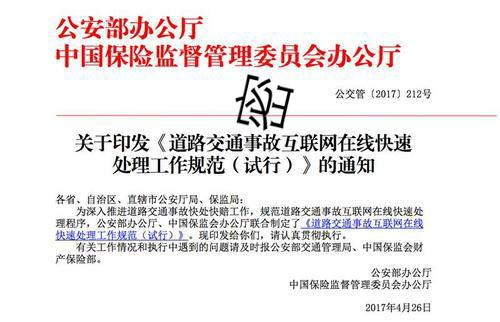 公安部办公厅
中国保险监督管理委员会办公厅
公交管〔2017〕212号
关于印发《道路交通事故互联网在线快速
处理工作规范（试行）》的通知
各省、自治区、直辖市公安厅局、保监局：
为深入推进道路交通事故快处快赔工作，规范道路交通事故互联网在线快速处
理程序，公安部办公厅、中国保监会办公厅联合制定了《道路交通事故互联网在线
快速处理工作规范（试行）》。现印发给你们，请认真贯彻执行。
有关工作情况和执行中遇到的问题请及时报公安部交通管理局、中国保监会财
产保险部。
公安部办公厅
中国保险监督管理委员会办公厅
2017年4月26日